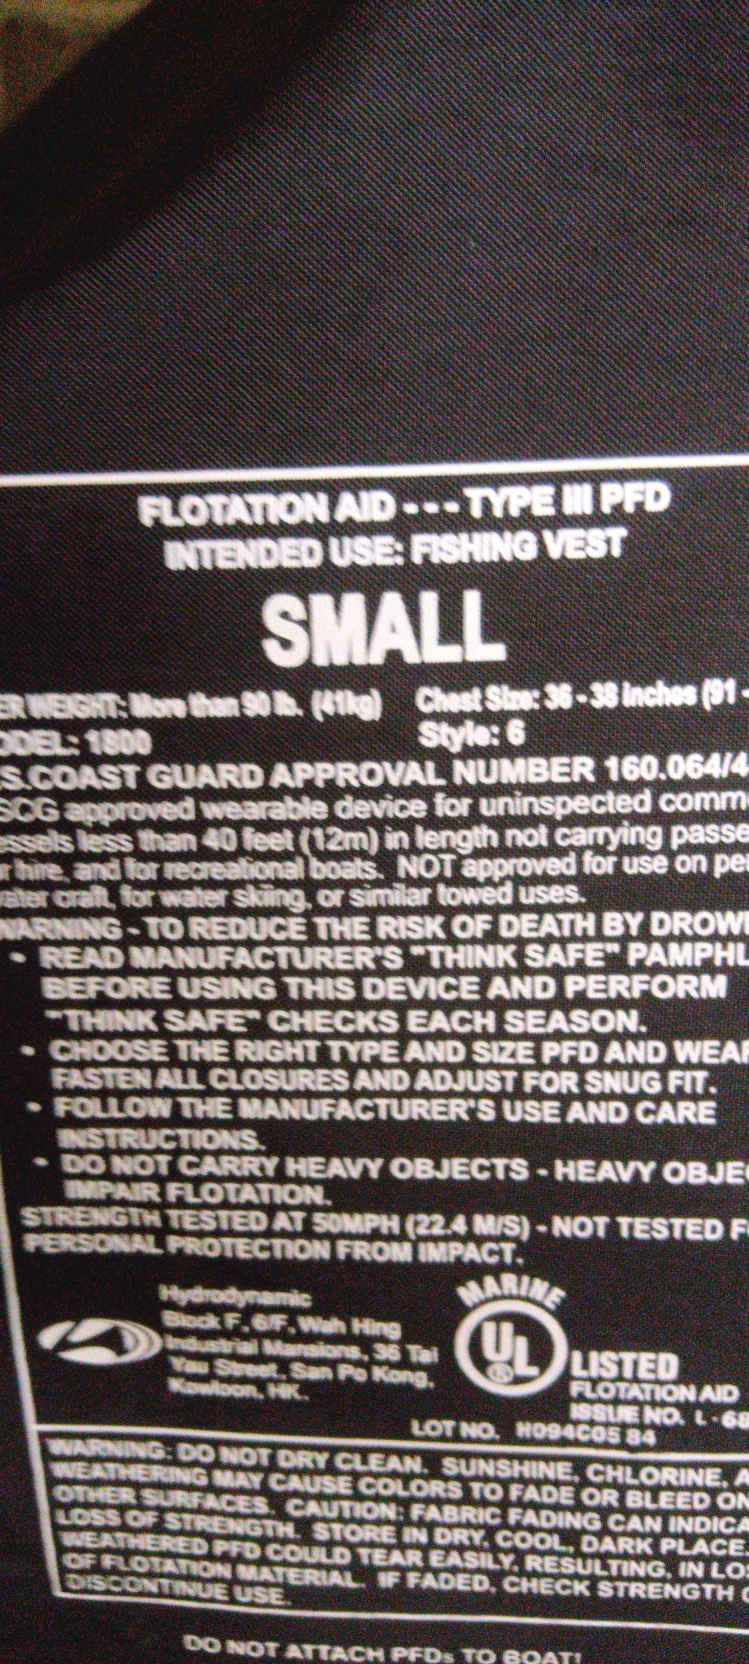 FLOTATION AID --- TYPE III PFD
INTENDED USE: FISHING VEST
SMALL
ER WEIGHT: More than 90 lb. (41kg) Chest Size: 36 - 38 inches (91 -
ODEL: 1800 Style: 6
S.COAST GUARD APPROVAL NUMBER 160.064/4
SCG approved wearable device for uninspected comm
essels less than 40 feet (12m) in length not carrying passe
r hire, and for recreational boats. NOT approved for use on per
ater craft, for water skiing, or similar towed uses.
WARNING - TO REDUCE THE RISK OF DEATH BY DROW
• READ MANUFACTURER'S "THINK SAFE" PAMPHL
BEFORE USING THIS DEVICE AND PERFORM
"THINK SAFE" CHECKS EACH SEASON.
• CHOOSE THE RIGHT TYPE AND SIZE PFD AND WEAR
FASTEN ALL CLOSURES AND ADJUST FOR SNUG FIT.
• FOLLOW THE MANUFACTURER'S USE AND CARE
INSTRUCTIONS.
• DO NOT CARRY HEAVY OBJECTS - HEAVY OBJE
IMPAIR FLOTATION.
STRENGTH TESTED AT 50MPH (22.4 M/S) - NOT TESTED F
PERSONAL PROTECTION FROM IMPACT.
Hydrodynamic
Block F, 6/F, Wah Hing
Industrial Mansions, 36 Tai
Yau Street, San Po Kong,
Kowloon, HK.
MARINE
UL ®
LISTED
FLOTATION AID
ISSUE NO. L - 68
LOT NO. H094C05 84
WARNING: DO NOT DRY CLEAN. SUNSHINE, CHLORINE, A
WEATHERING MAY CAUSE COLORS TO FADE OR BLEED ON
OTHER SURFACES. CAUTION: FABRIC FADING CAN INDICA
LOSS OF STRENGTH. STORE IN DRY, COOL, DARK PLACE.
WEATHERED PFD COULD TEAR EASILY, RESULTING, IN LO
OF FLOTATION MATERIAL. IF FADED, CHECK STRENGTH
DISCONTINUE USE.
DO NOT ATTACH PFDs TO BOAT!